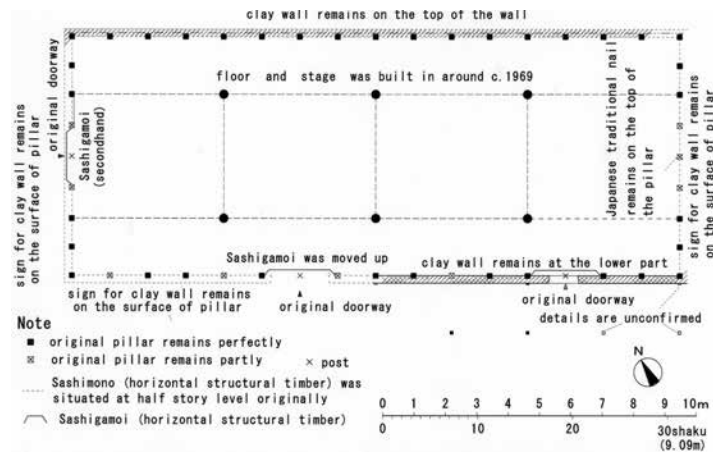 clay wall remains on the top of the wall
original doorway
floor and stage was built in around c.1969
sign for clay wall remains
on the surface of pillar
Sashigamoi
(secondhand)
Japanese traditional nail
remains on the top of
the pillar
sign for clay wall remains
on the surface of pillar
Sashigamoi was moved up
clay wall remains at the lower part
sign for clay wall remains
on the surface of pillar
original doorway
original doorway
details are unconfirmed
Note
original pillar remains perfectly
original pillar remains partly
post
Sashimono (horizontal structural timber) was
situated at half story level originally
Sashigamoi (horizontal structural timber)
N
0 1 2 3 4 5 6 7 8 9 10m
0 10 20 30shaku
(9.09m)